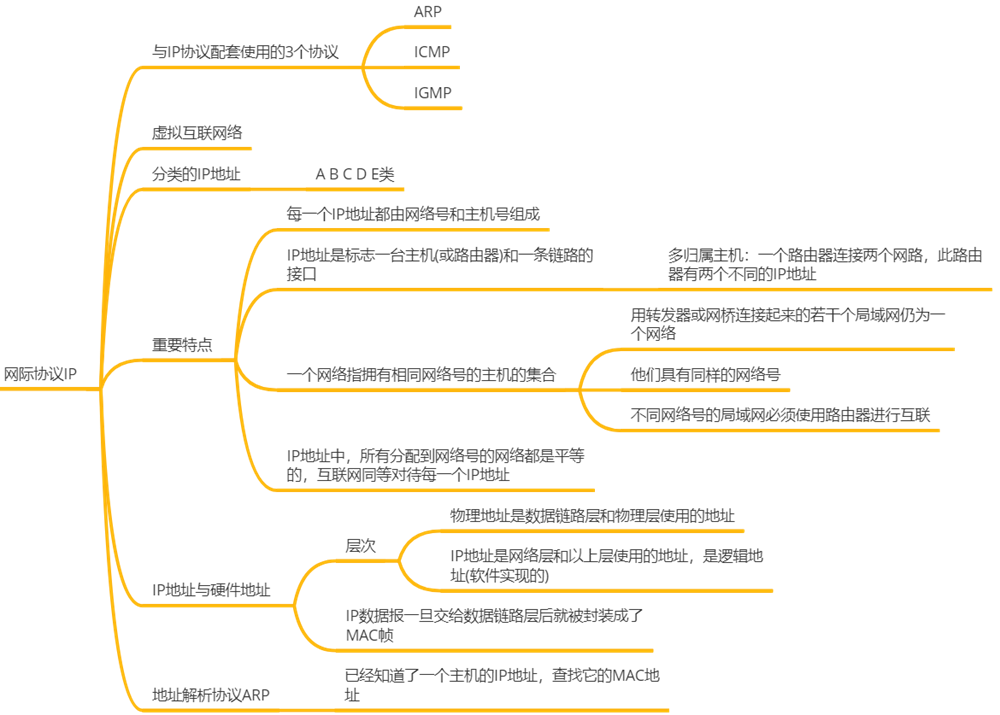 ARP
与IP协议配套使用的3个协议
ICMP
IGMP
虚拟互联网络
分类的IP地址
A B C D E类
每一个IP地址都由网络号和主机号组成
IP地址是标志一台主机(或路由器)和一条链路的
接口
多归属主机：一个路由器连接两个网路，此路由
器有两个不同的IP地址
用转发器或网桥连接起来的若干个局域网仍为一
个网络
重要特点
网际协议IP
一个网络指拥有相同网络号的主机的集合
他们具有同样的网络号
不同网络号的局域网必须使用路由器进行互联
IP地址中，所有分配到网络号的网络都是平等
的，互联网同等对待每一个IP地址
物理地址是数据链路层和物理层使用的地址
层次
IP地址是网络层和以上层使用的地址，是逻辑地
址(软件实现的)
IP地址与硬件地址
IP数据报一旦交给数据链路层后就被封装成了
MAC帧
地址解析协议ARP
已经知道了一个主机的IP地址，查找它的MAC地
址